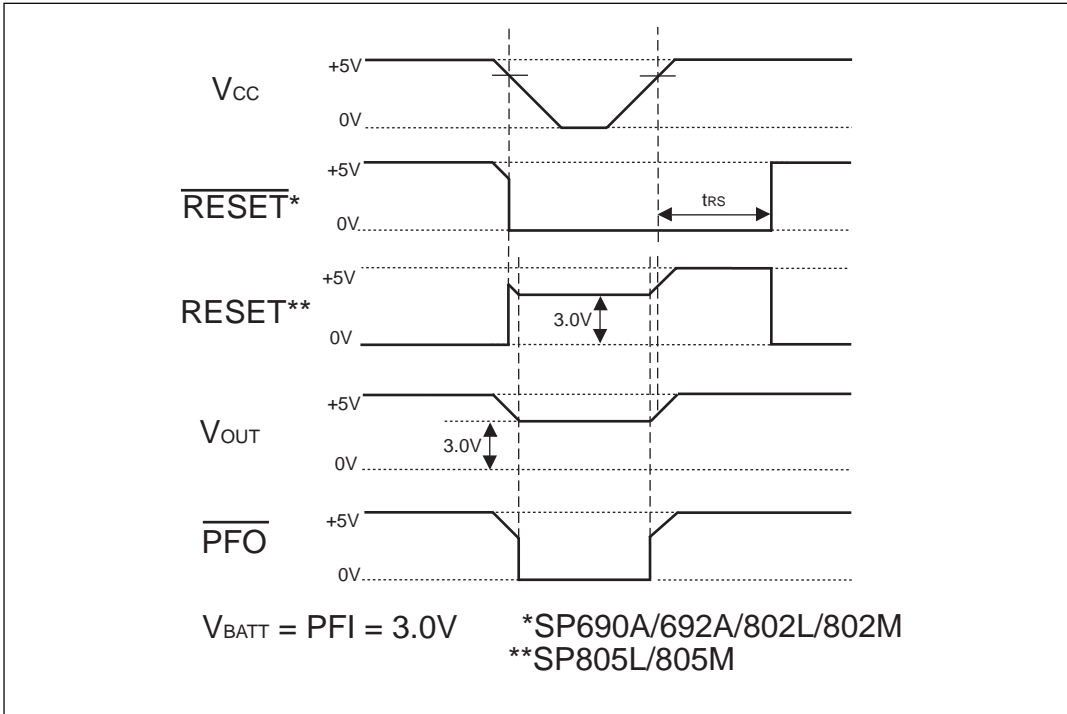 +5V
VCC
0V
+5V
RESET*
tRS
0V
+5V
RESET**
3.0V
0V
+5V
VOUT
3.0V
0V
+5V
PFO
0V
VBATT = PFI = 3.0V
*SP690A/692A/802L/802M
**SP805L/805M